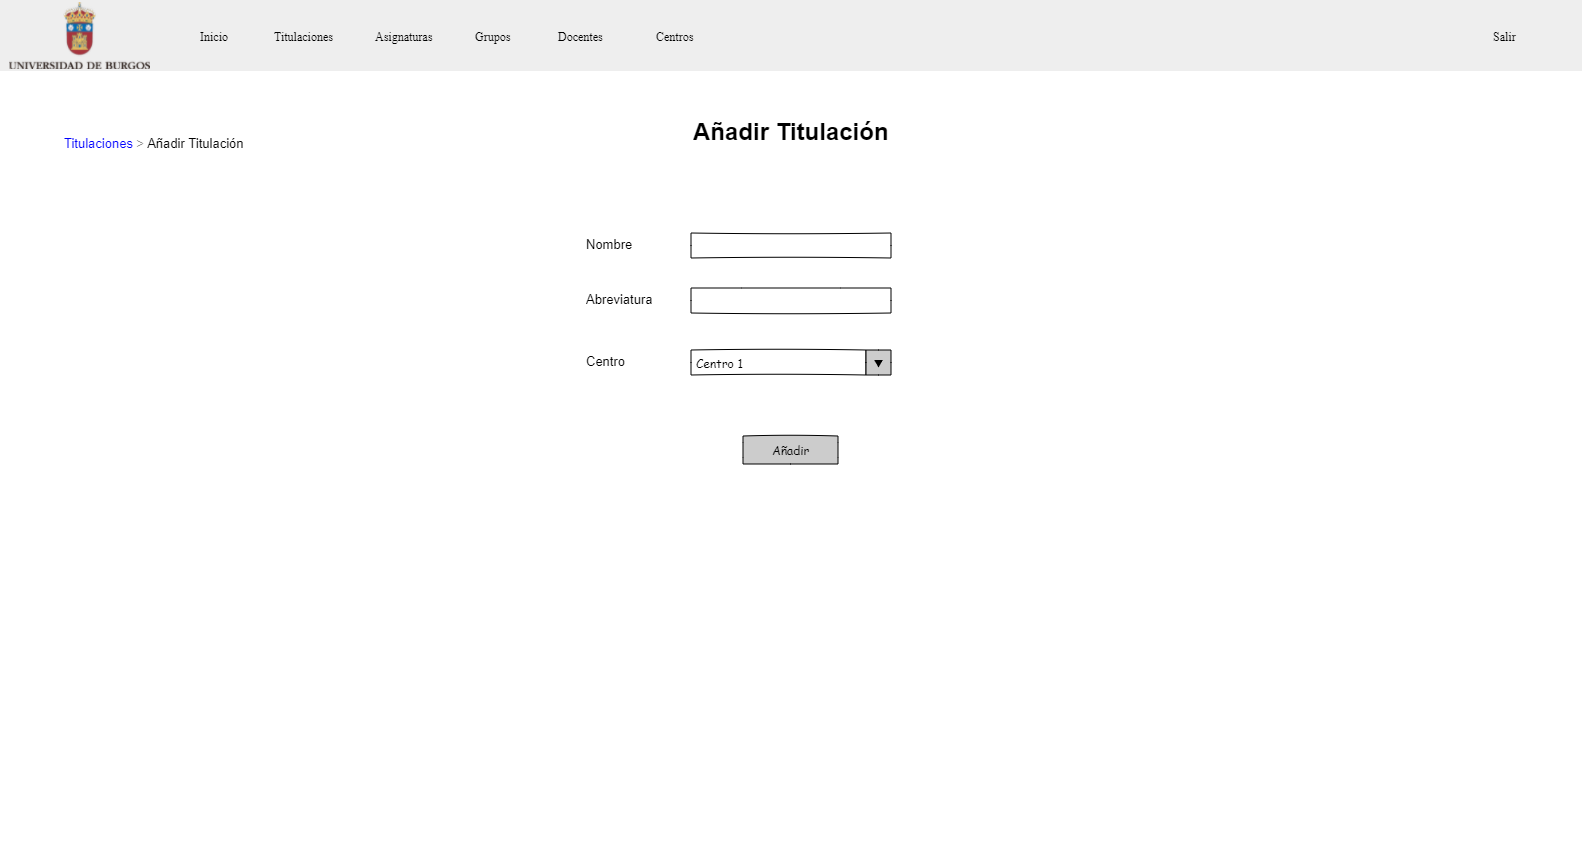 Inicio Titulaciones Asignaturas Grupos Docentes Centros Salir
UNIVERSIDAD DE BURGOS
Añadir Titulación
Titulaciones > Añadir Titulación
Nombre
Abreviatura
Centro Centro 1 ▼
Añadir